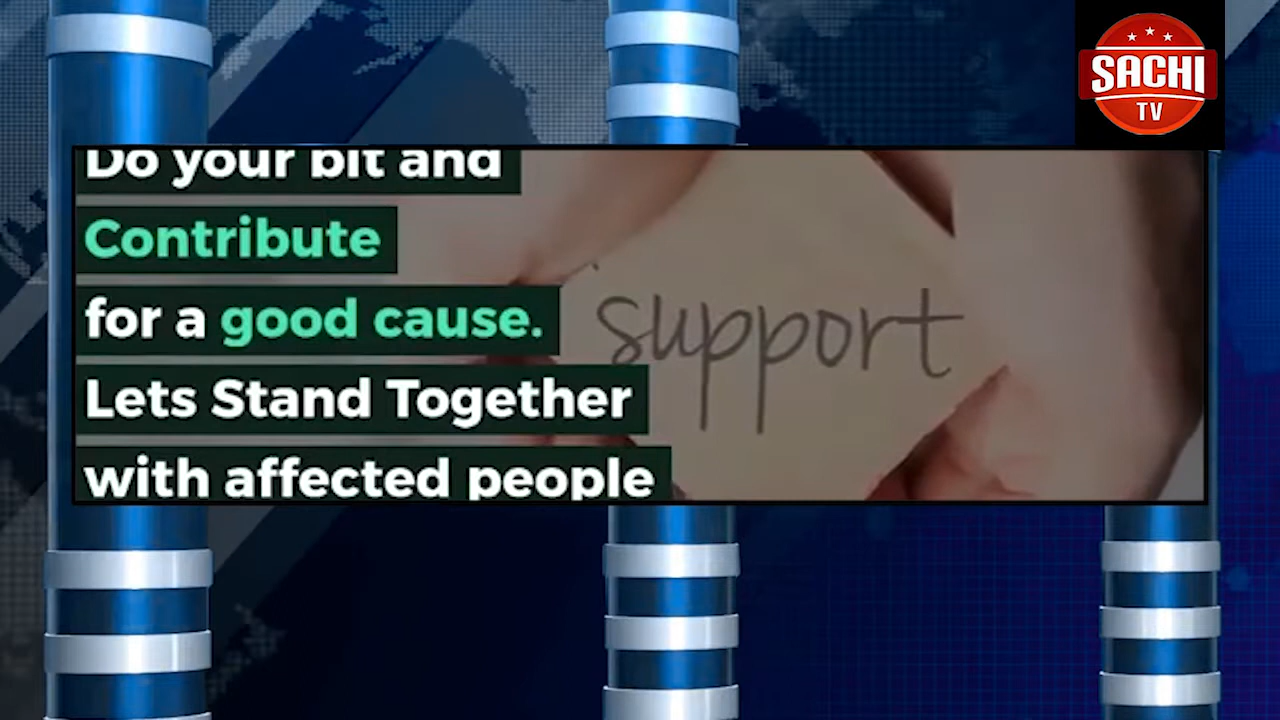 SACHI
TV
Do your bit and
Contribute
for a good cause.
Lets Stand Together
with affected people
support